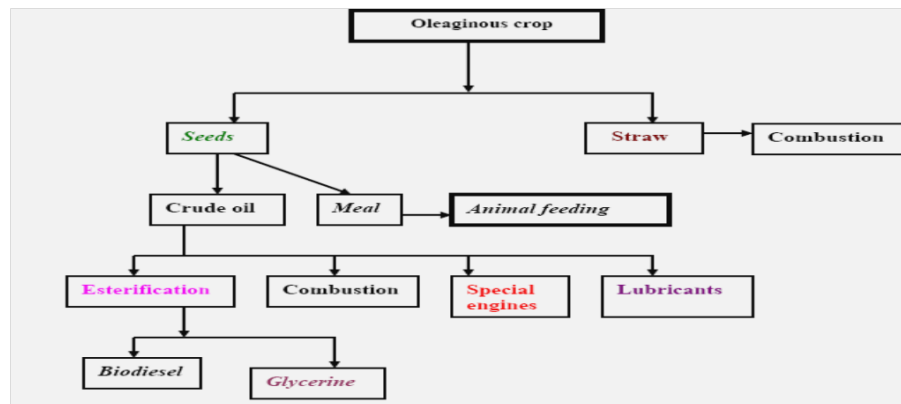 Oleaginous crop
Seeds
Straw
Combustion
Crude oil
Meal
Animal feeding
Esterification
Combustion
Special
engines
Lubricants
Biodiesel
Glycerine